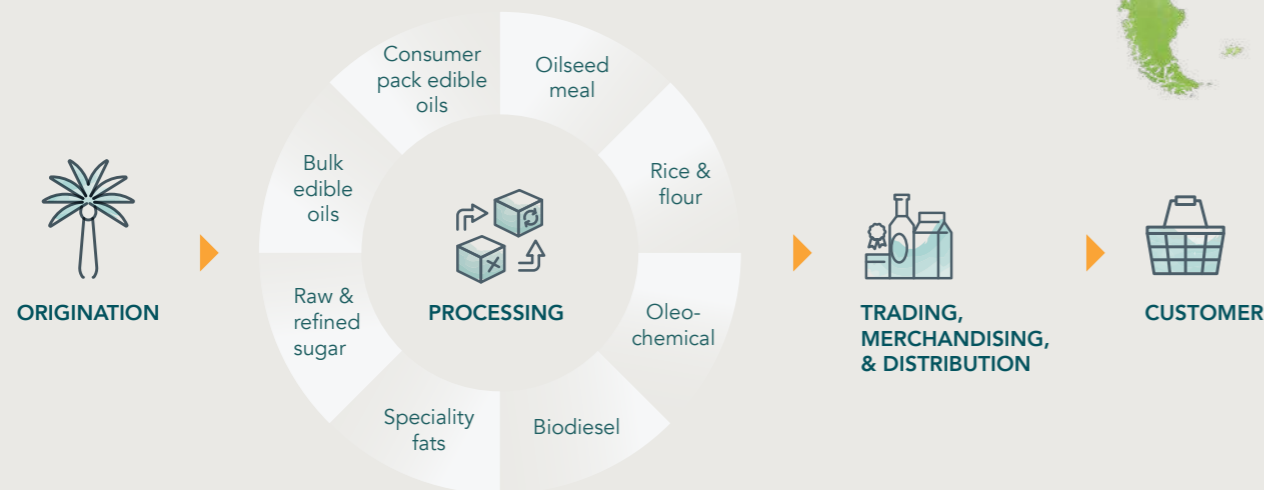 ORIGINATION
Consumer
pack edible
oils
Oilseed
meal
Rice &
flour
Oleo-
chemical
Biodiesel
Speciality
fats
Raw &
refined
sugar
Bulk
edible
oils
PROCESSING
TRADING,
MERCHANDISING,
& DISTRIBUTION
CUSTOMER